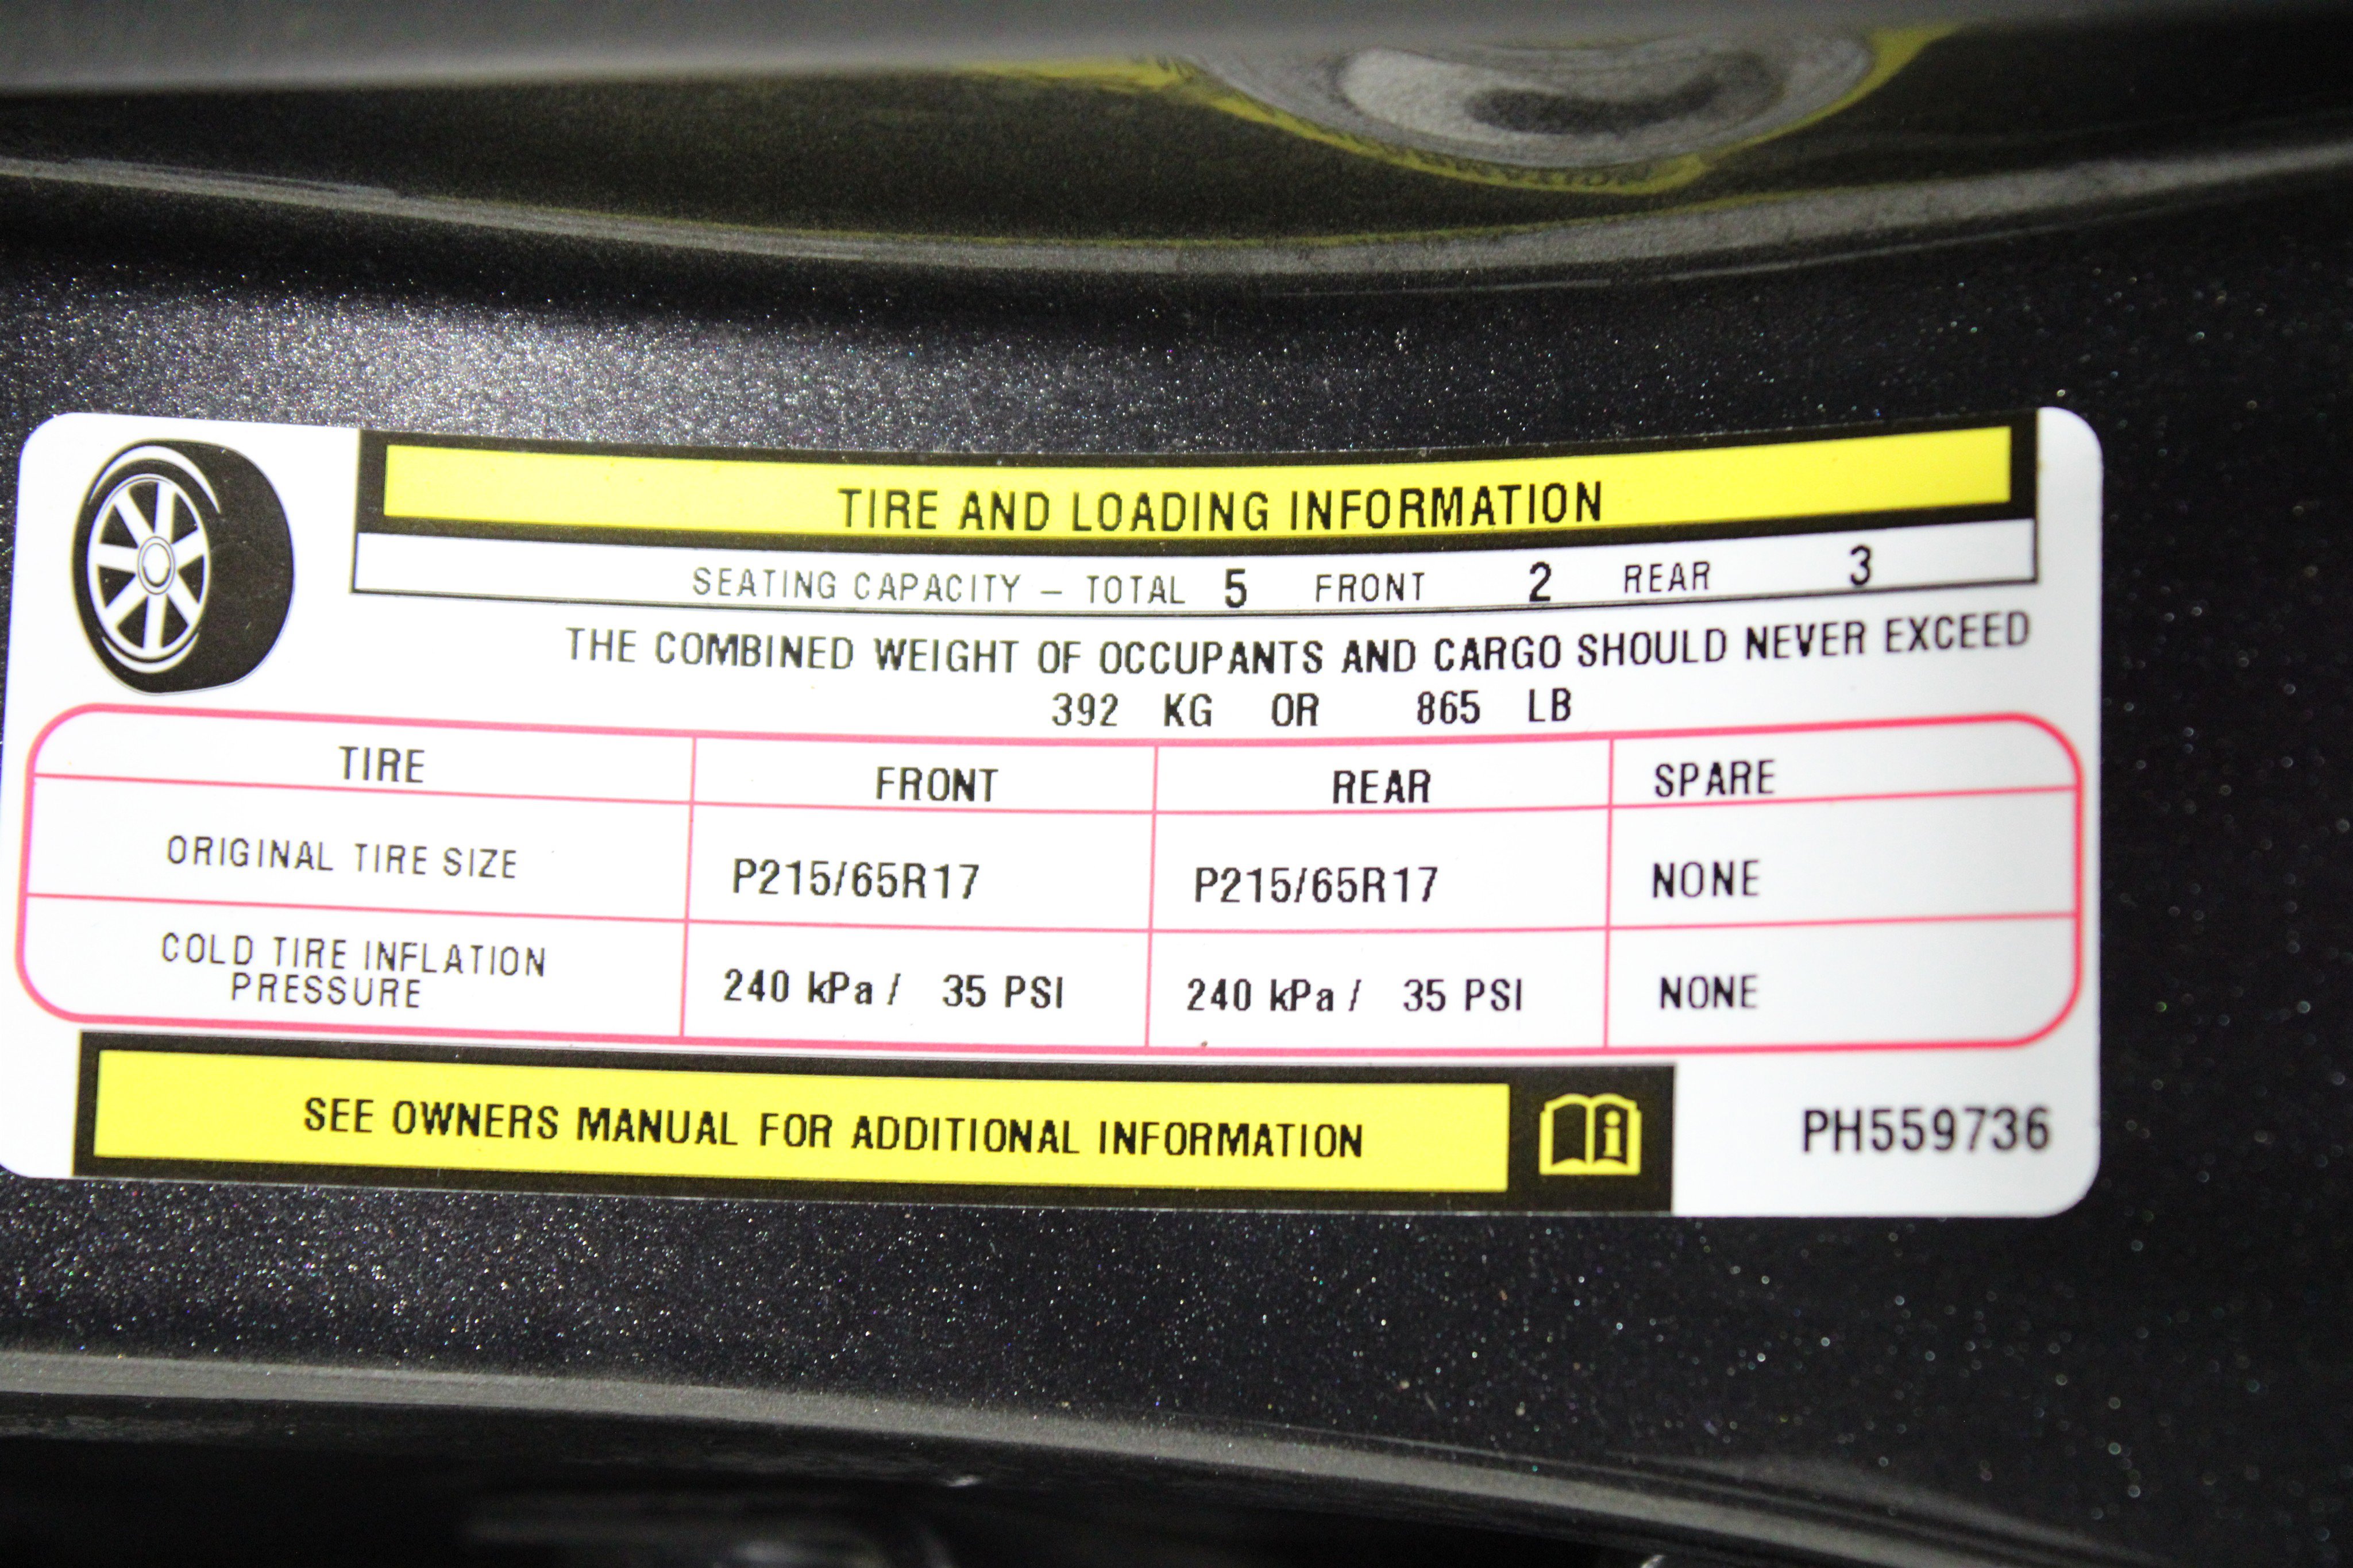 TIRE AND LOADING INFORMATION
SEATING CAPACITY – TOTAL 5 FRONT 2 REAR 3
THE COMBINED WEIGHT OF OCCUPANTS AND CARGO SHOULD NEVER EXCEED
392 KG OR 865 LB
TIRE FRONT REAR SPARE
ORIGINAL TIRE SIZE P215/65R17 P215/65R17 NONE
COLD TIRE INFLATION
PRESSURE 240 kPa / 35 PSI 240 kPa / 35 PSI NONE
SEE OWNERS MANUAL FOR ADDITIONAL INFORMATION
PH559736